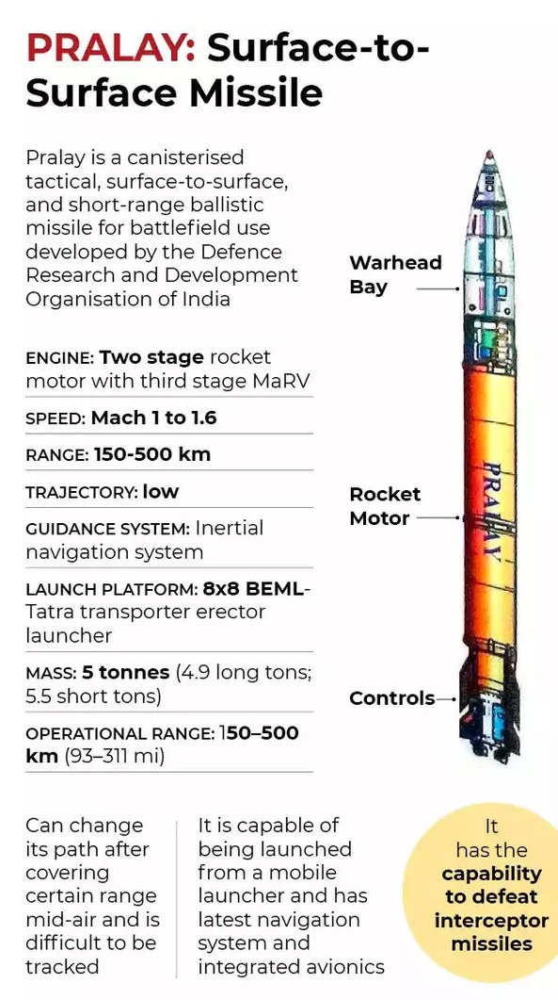 PRALAY: Surface-to-
Surface Missile
Pralay is a canisterised
tactical, surface-to-surface,
and short-range ballistic
missile for battlefield use
developed by the Defence
Research and Development
Organisation of India
ENGINE: Two stage rocket
motor with third stage MaRV
SPEED: Mach 1 to 1.6
RANGE: 150-500 km
TRAJECTORY: low
GUIDANCE SYSTEM: Inertial
navigation system
LAUNCH PLATFORM: 8x8 BEML-
Tatra transporter erector
launcher
MASS: 5 tonnes (4.9 long tons;
5.5 short tons)
OPERATIONAL RANGE: 150–500
km (93–311 mi)
Warhead
Bay
Rocket
Motor
PRALAY
Controls
Can change
its path after
covering
certain range
mid-air and is
difficult to be
tracked
It is capable of
being launched
from a mobile
launcher and has
latest navigation
system and
integrated avionics
It
has the
capability
to defeat
interceptor
missiles